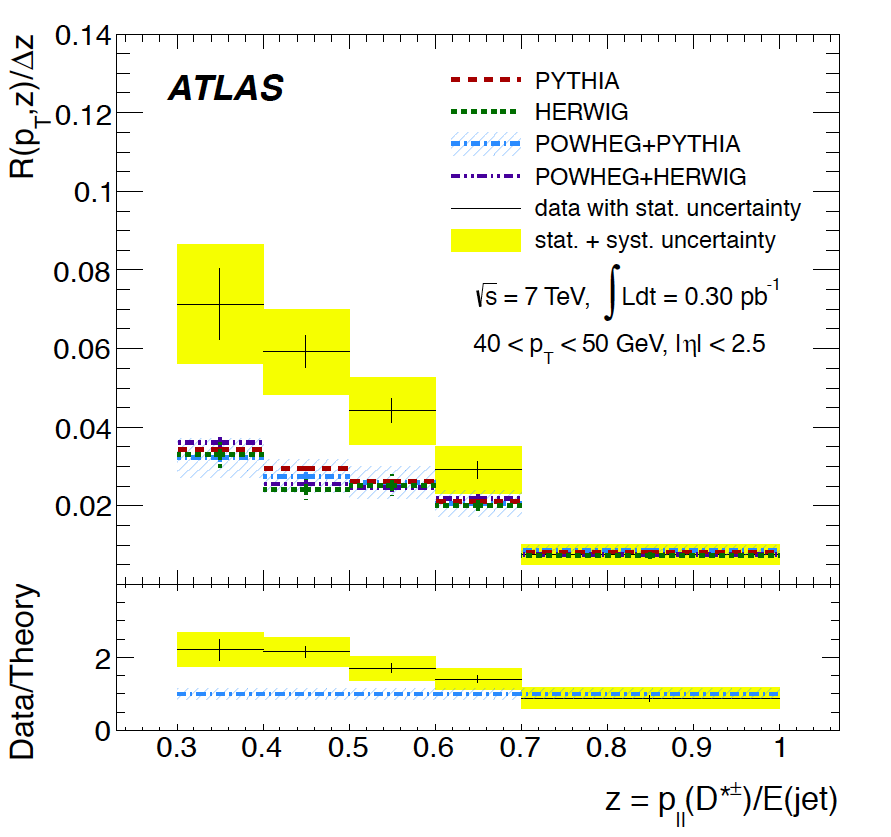 R(p_T,z)/Δz
0.14
0.12
0.1
0.08
0.06
0.04
0.02
ATLAS
PYTHIA
HERWIG
POWHEG+PYTHIA
POWHEG+HERWIG
data with stat. uncertainty
stat. + syst. uncertainty
√s = 7 TeV, ∫Ldt = 0.30 pb⁻¹
40 < p_T < 50 GeV, |η| < 2.5
Data/Theory
2
0
0.3 0.4 0.5 0.6 0.7 0.8 0.9 1
z = p_||(D*±)/E(jet)